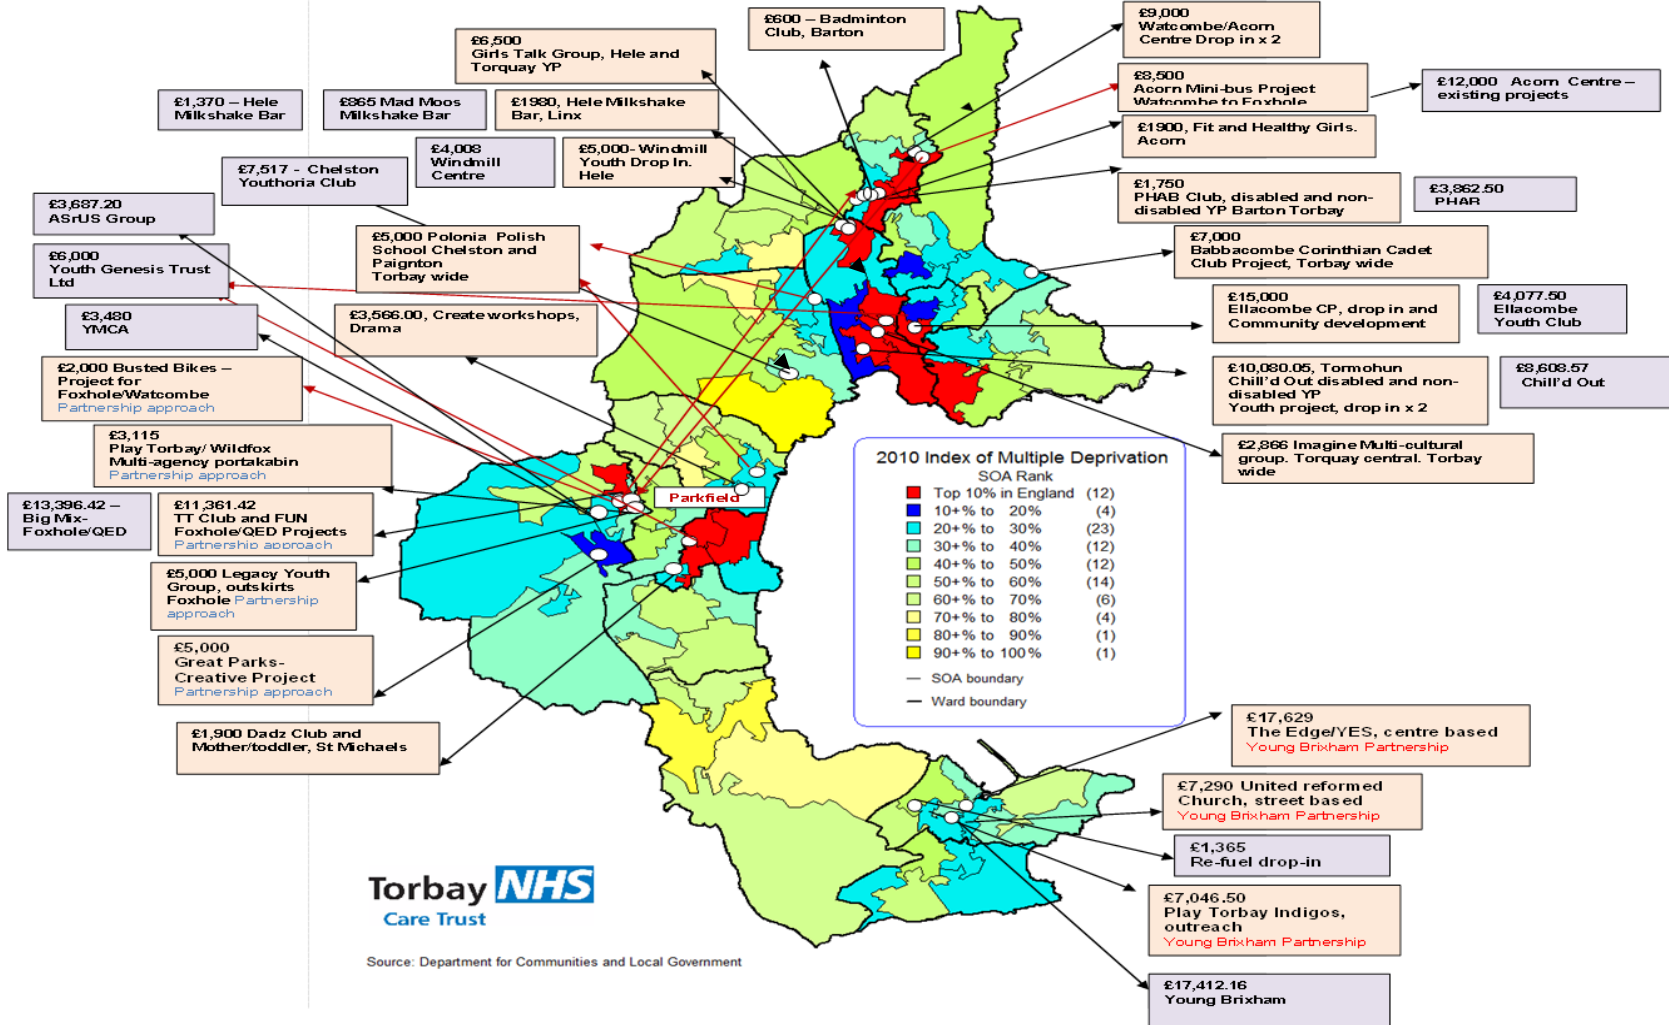 £600 – Badminton
Club, Barton
£9,000
Watcombe/Acorn
Centre Drop in x 2
£6,500
Girls Talk Group, Hele and
Torquay YP
£8,500
Acorn Mini-bus Project
Watcombe to Foxhole
£12,000 Acorn Centre –
existing projects
£1,370 – Hele
Milkshake Bar
£865 Mad Moos
Milkshake Bar
£1980, Hele Milkshake
Bar, Linx
£1900, Fit and Healthy Girls.
Acorn
£4,008
Windmill
Centre
£5,000- Windmill
Youth Drop In.
Hele
£7,517 - Chelston
Youthoria Club
£1,750
PHAB Club, disabled and non-
disabled YP Barton Torbay
£3,862.50
PHAB
£3,687.20
ASrUS Group
£5,000 Polonia Polish
School Chelston and
Paignton
Torbay wide
£7,000
Babbacombe Corinthian Cadet
Club Project, Torbay wide
£6,000
Youth Genesis Trust
Ltd
£15,000
Ellacombe CP, drop in and
Community development
£4,077.50
Ellacombe
Youth Club
£3,480
YMCA
£3,566.00, Create workshops,
Drama
£2,000 Busted Bikes –
Project for
Foxhole/Watcombe
Partnership approach
£10,080.05, Tormohun
Chill'd Out disabled and non-
disabled YP
Youth project, drop in x 2
£8,608.57
Chill'd Out
£3,115
Play Torbay/ Wildfox
Multi-agency portakabin
Partnership approach
£2,866 Imagine Multi-cultural
group. Torquay central. Torbay
wide
2010 Index of Multiple Deprivation
SOA Rank
Top 10% in England (12)
10+% to 20% (4)
20+% to 30% (23)
30+% to 40% (12)
40+% to 50% (12)
50+% to 60% (14)
60+% to 70% (6)
70+% to 80% (4)
80+% to 90% (1)
90+% to 100% (1)
SOA boundary
Ward boundary
Parkfield
£13,396.42 –
Big Mix-
Foxhole/QED
£11,361.42
TT Club and FUN
Foxhole/QED Projects
Partnership approach
£5,000 Legacy Youth
Group, outskirts
Foxhole Partnership
approach
£5,000
Great Parks-
Creative Project
Partnership approach
£1,900 Dadz Club and
Mother/toddler, St Michaels
£17,629
The Edge/YES, centre based
Young Brixham Partnership
£7,290 United reformed
Church, street based
Young Brixham Partnership
£1,365
Re-fuel drop-in
£7,046.50
Play Torbay Indigos,
outreach
Young Brixham Partnership
£17,412.16
Young Brixham
Torbay NHS
Care Trust
Source: Department for Communities and Local Government